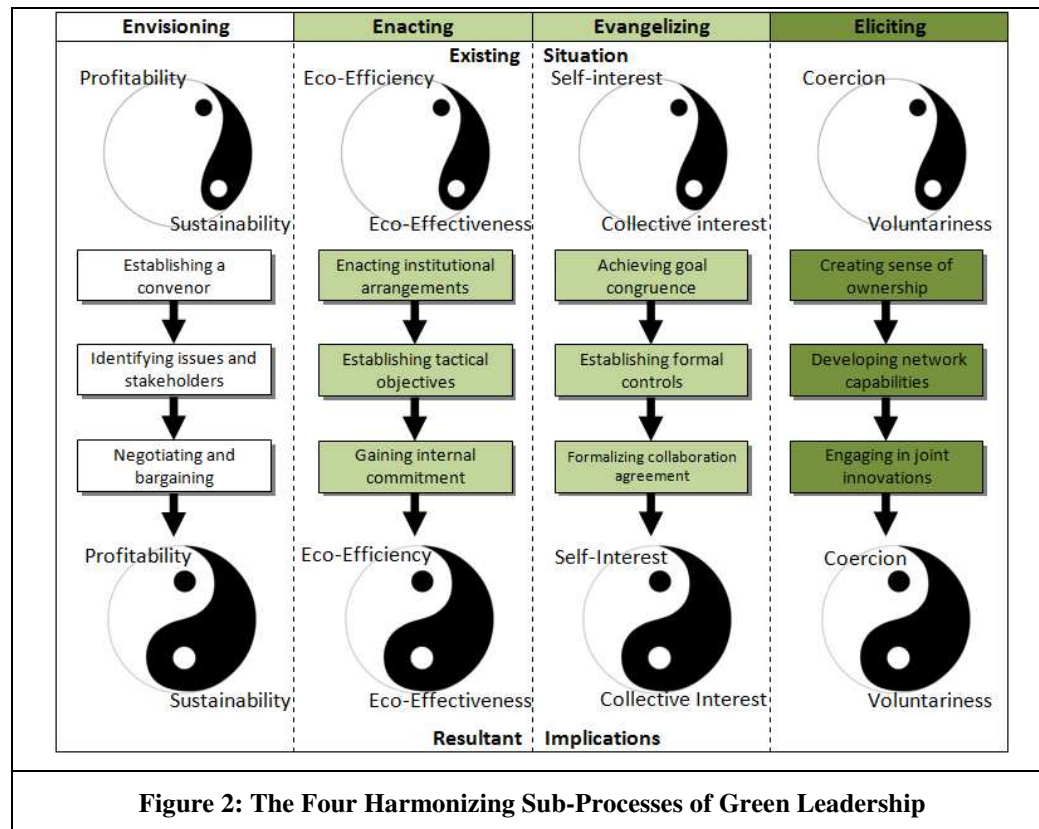 Envisioning Enacting Evangelizing Eliciting
Existing Situation
Profitability Eco-Efficiency Self-interest Coercion
Sustainability Eco-Effectiveness Collective interest Voluntariness
Establishing a
convenor
Enacting institutional
arrangements
Achieving goal
congruence
Creating sense of
ownership
Identifying issues and
stakeholders
Establishing tactical
objectives
Establishing formal
controls
Developing network
capabilities
Negotiating and
bargaining
Gaining internal
commitment
Formalizing collaboration
agreement
Engaging in joint
innovations
Profitability Eco-Efficiency Self-Interest Coercion
Sustainability Eco-Effectiveness Collective Interest Voluntariness
Resultant Implications
Figure 2: The Four Harmonizing Sub-Processes of Green Leadership